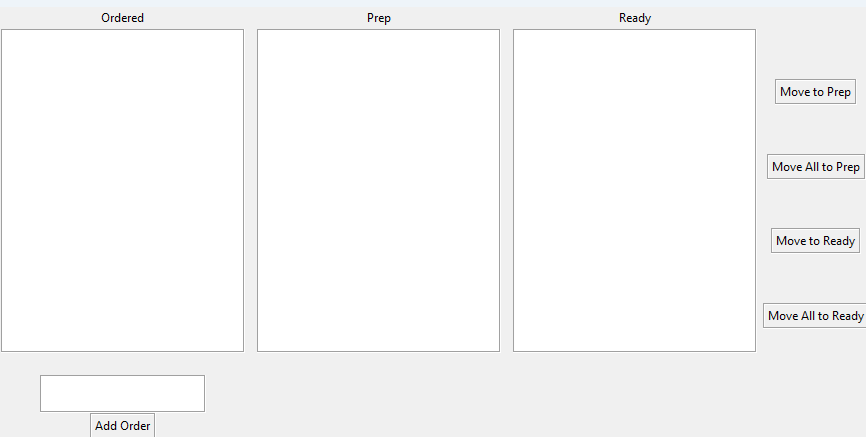 Ordered
Prep
Ready
Move to Prep
Move All to Prep
Move to Ready
Move All to Ready
Add Order